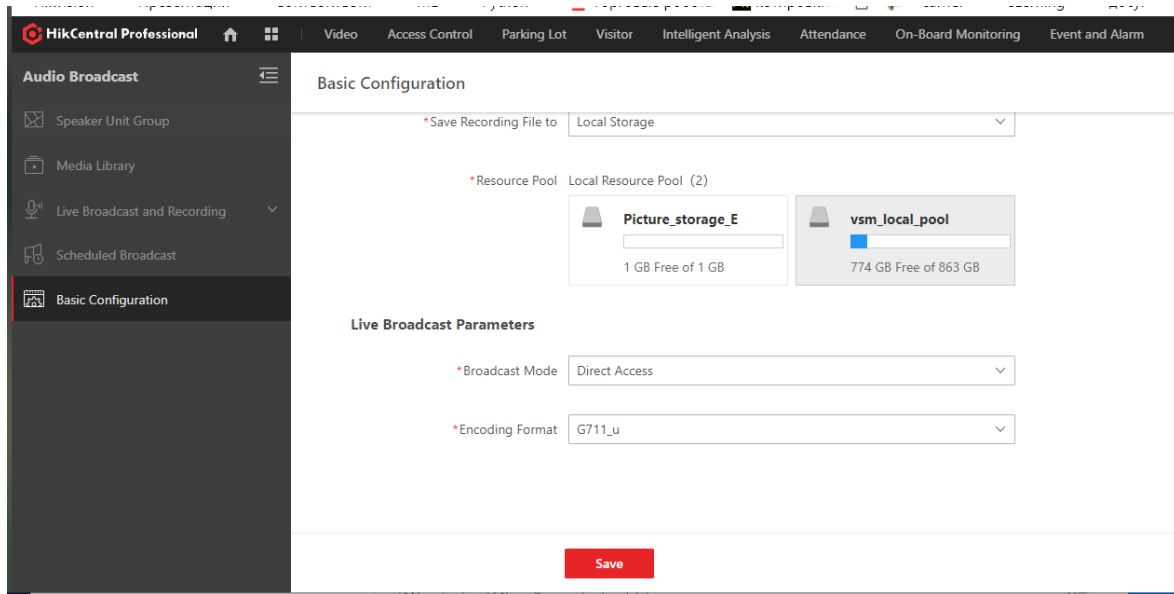 HikCentral Professional
Video Access Control Parking Lot Visitor Intelligent Analysis Attendance On-Board Monitoring Event and Alarm
Audio Broadcast
Speaker Unit Group
Media Library
Live Broadcast and Recording
Scheduled Broadcast
Basic Configuration
Basic Configuration
*Save Recording File to Local Storage
*Resource Pool Local Resource Pool (2)
Picture_storage_E
1 GB Free of 1 GB
vsm_local_pool
774 GB Free of 863 GB
Live Broadcast Parameters
*Broadcast Mode Direct Access
*Encoding Format G711_u
Save